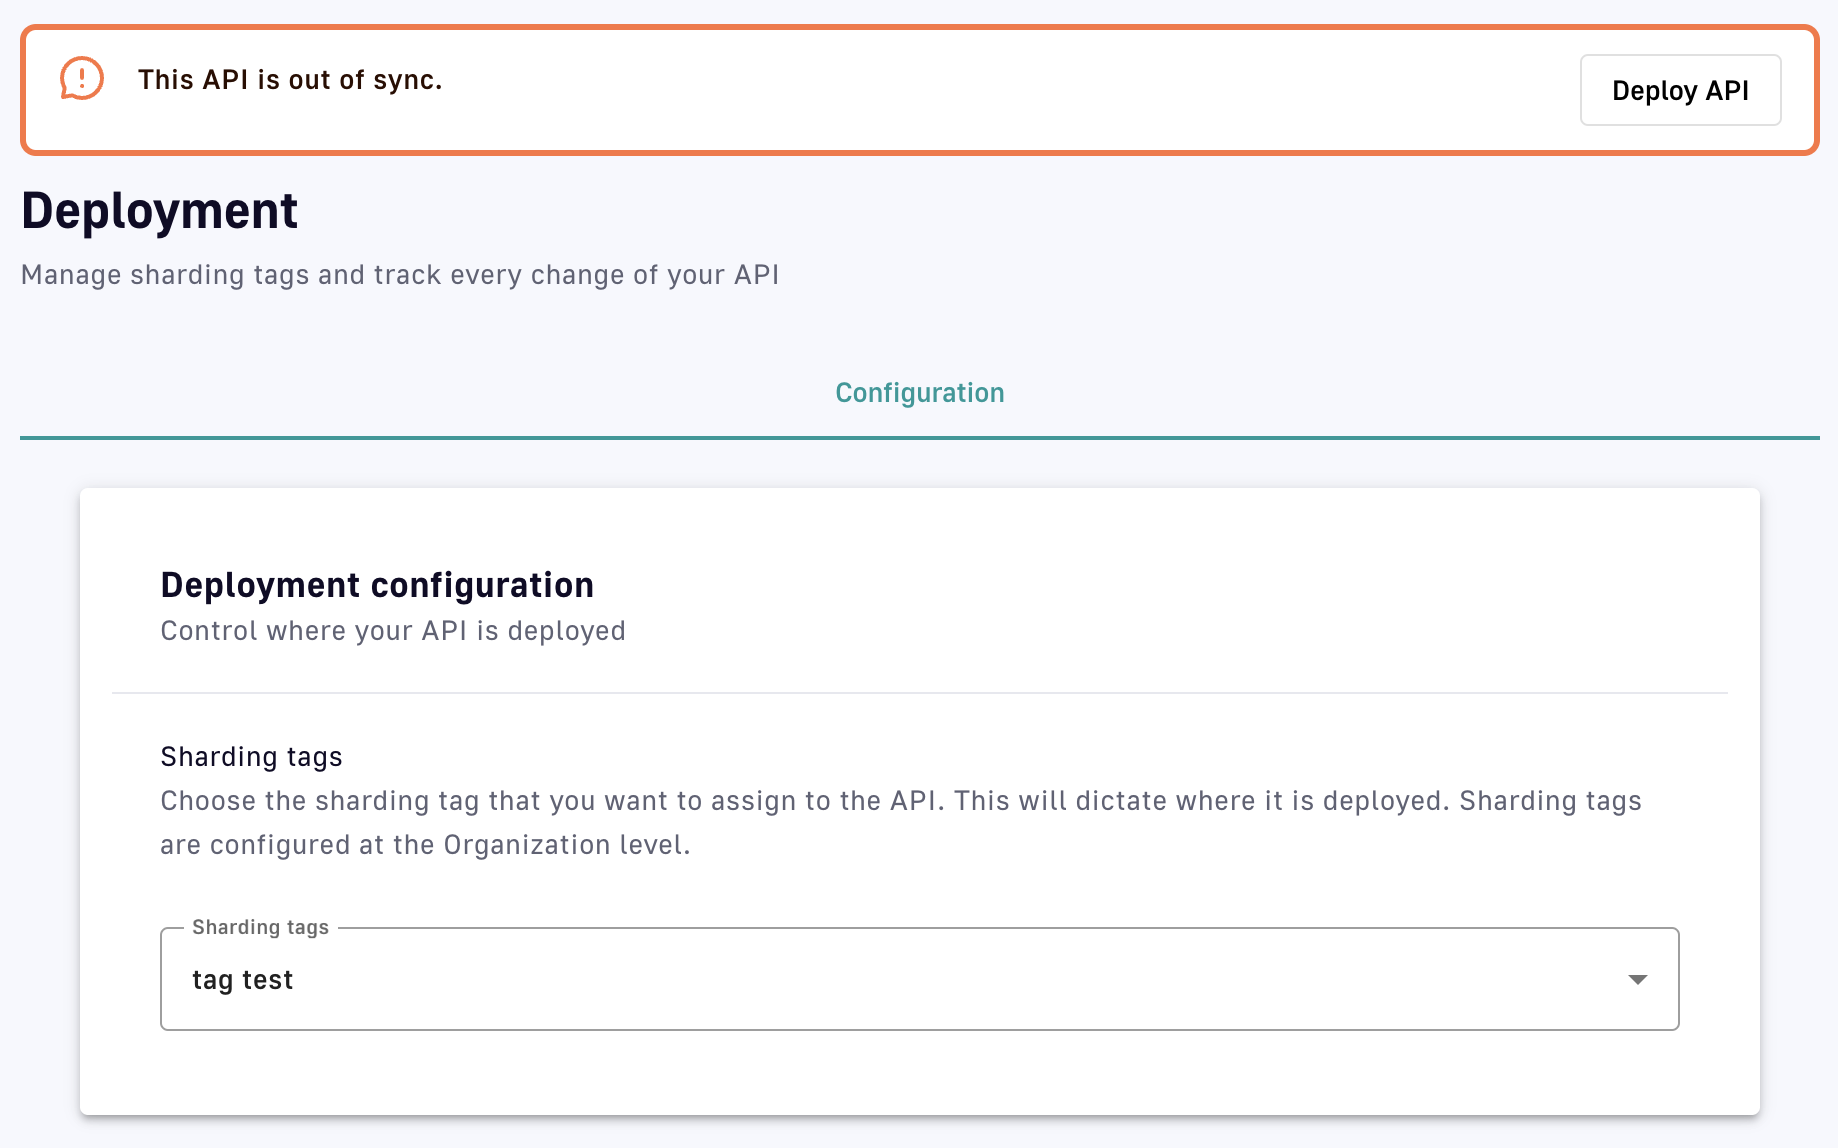 This API is out of sync.
Deploy API
Deployment
Manage sharding tags and track every change of your API
Configuration
Deployment configuration
Control where your API is deployed
Sharding tags
Choose the sharding tag that you want to assign to the API. This will dictate where it is deployed. Sharding tags
are configured at the Organization level.
Sharding tags
tag test